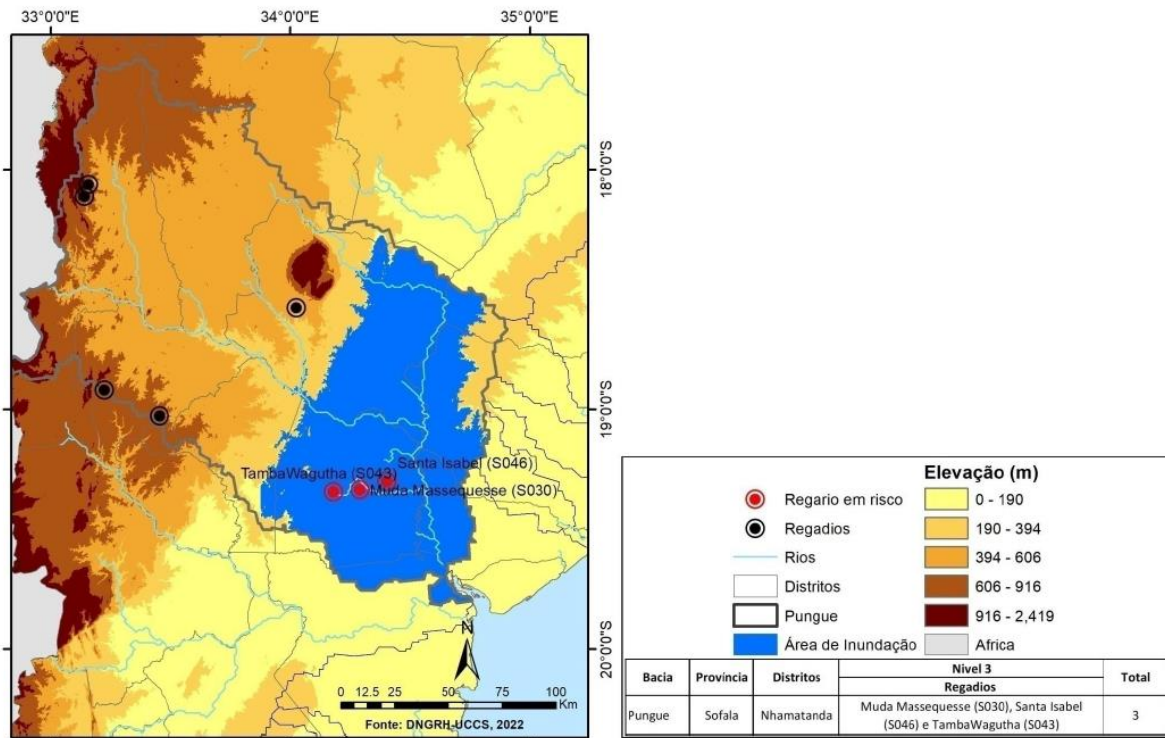 33°0'0"E 34°0'0"E 35°0'0"E
18°0'0"S
19°0'0"S
20°0'0"S
Santa Isabel (S046)
TambaWagutha (S043)
Muda Massequesse (S030)
N
0 12.5 25 50 75 100
Km
Fonte: DNGRH-UCCS, 2022
Elevação (m)
Regario em risco 0 - 190
Regadios 190 - 394
Rios 394 - 606
Distritos 606 - 916
Pungue 916 - 2,419
Área de Inundação Africa
Bacia Província Distritos Nivel 3 Total
Regadios
Pungue Sofala Nhamatanda Muda Massequesse (S030), Santa Isabel 3
(S046) e TambaWagutha (S043)